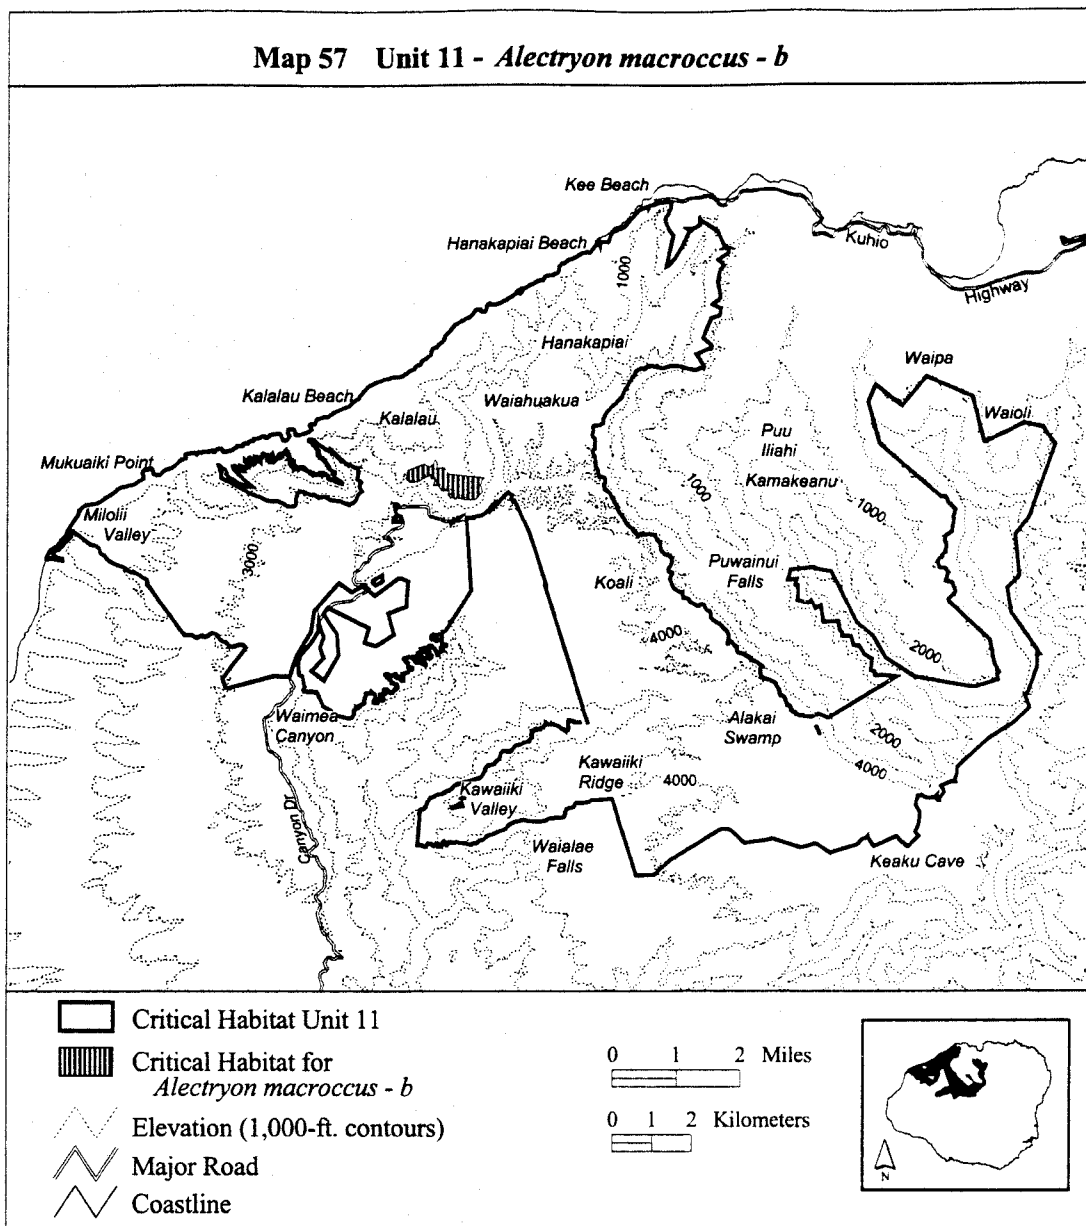 Map 57 Unit 11 - Alectryon macroccus - b
Kee Beach
Hanakapiai Beach
Kuhio
Highway
1000
Hanakapiai
Waipa
Kalalau Beach
Waiahuakua
Waioli
Kalalau
Puu
Iliahi
Mukuaiki Point
Kamakeanu
1000
1000
Milolii
Valley
3000
Puwainui
Falls
Koali
4000
2000
Waimea
Canyon
Alakai
Swamp
2000
Kawaiiki
Ridge
4000
4000
Kawaiiki
Valley
Canyon Dr
Waialae
Falls
Keaku Cave
Critical Habitat Unit 11
Critical Habitat for
Alectryon macroccus - b
Elevation (1,000-ft. contours)
Major Road
Coastline
0 1 2 Miles
0 1 2 Kilometers
N